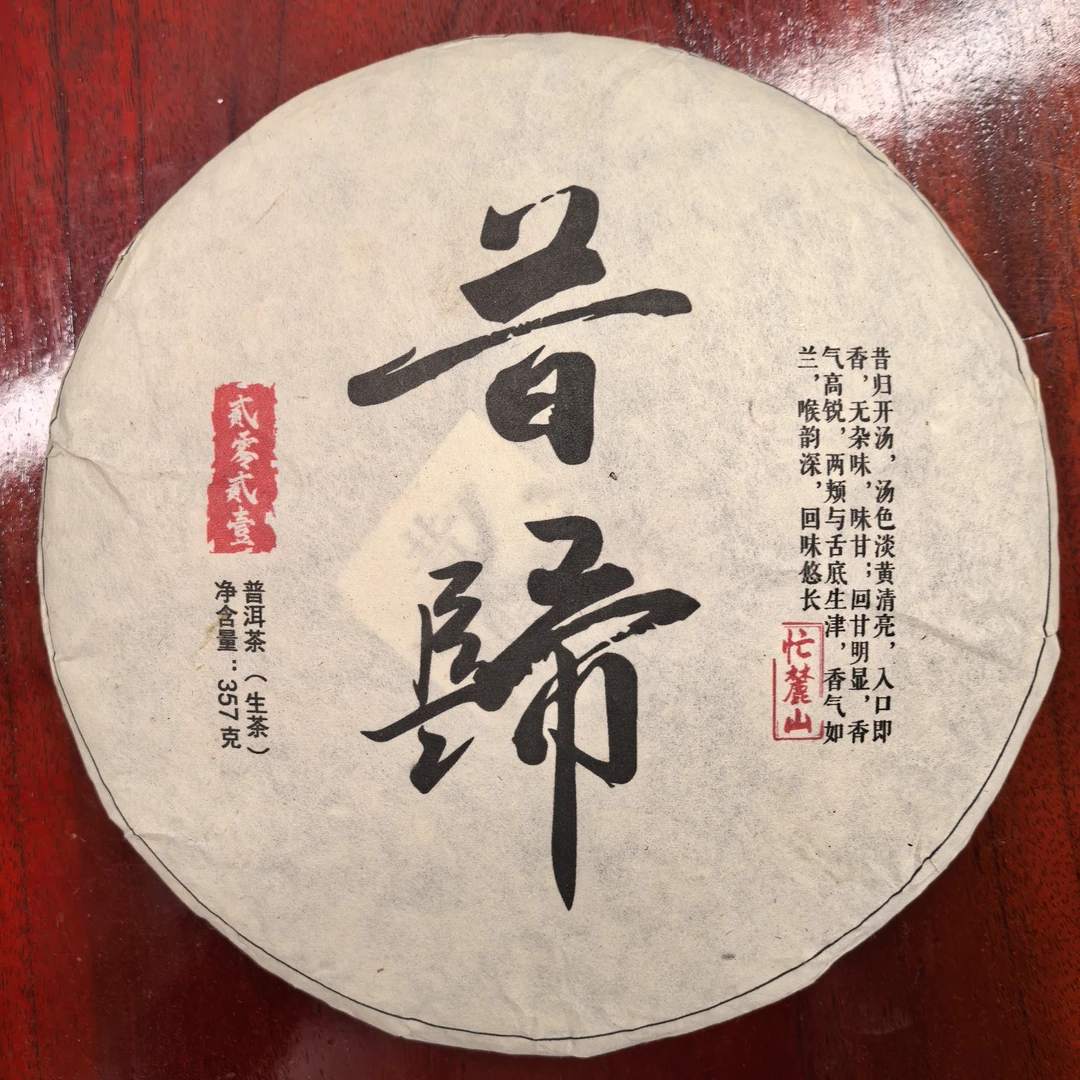 昔歸
昔归开汤，汤色淡黄清亮，入口即
香，无杂味，味甘；回甘明显，香
气高锐，两颊与舌底生津，香气如
兰，喉韵深，回味悠长
忙麓山
贰零贰壹
普洱茶（生茶）
净含量：357克